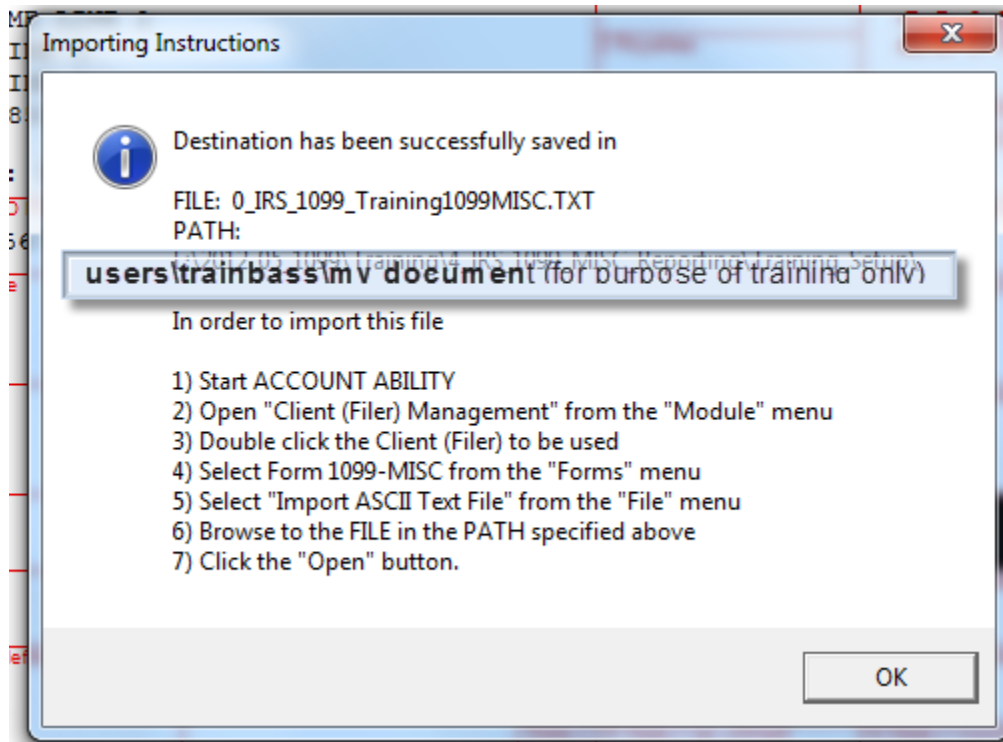 Importing Instructions
Destination has been successfully saved in
FILE: 0_IRS_1099_Training1099MISC.TXT
PATH:
users\trainbass\mv document (for burbose of training only)
In order to import this file
1) Start ACCOUNT ABILITY
2) Open "Client (Filer) Management" from the "Module" menu
3) Double click the Client (Filer) to be used
4) Select Form 1099-MISC from the "Forms" menu
5) Select "Import ASCII Text File" from the "File" menu
6) Browse to the FILE in the PATH specified above
7) Click the "Open" button.
OK